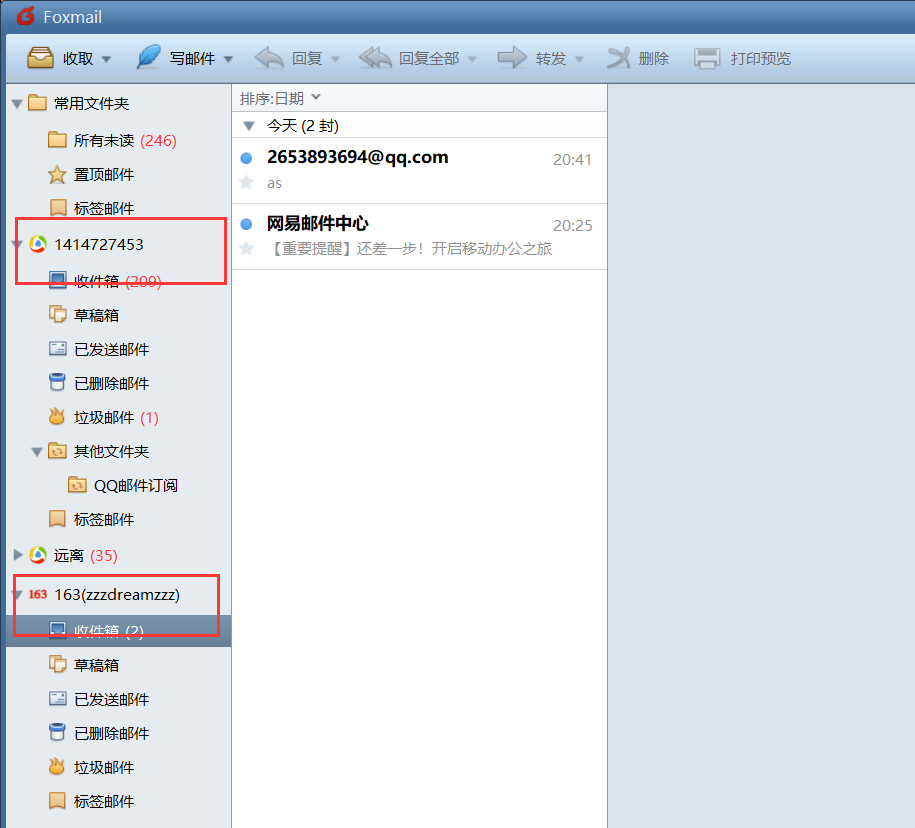 Foxmail
收取 写邮件 回复 回复全部 转发 删除 打印预览
常用文件夹
所有未读 (246)
置顶邮件
标签邮件
1414727453
收件箱 (209)
草稿箱
已发送邮件
已删除邮件
垃圾邮件 (1)
其他文件夹
QQ邮件订阅
标签邮件
远离 (35)
163 163(zzzdreamzzz)
收件箱 (2)
草稿箱
已发送邮件
已删除邮件
垃圾邮件
标签邮件
排序:日期
今天 (2 封)
2653893694@qq.com 20:41
as
网易邮件中心 20:25
【重要提醒】还差一步！开启移动办公之旅